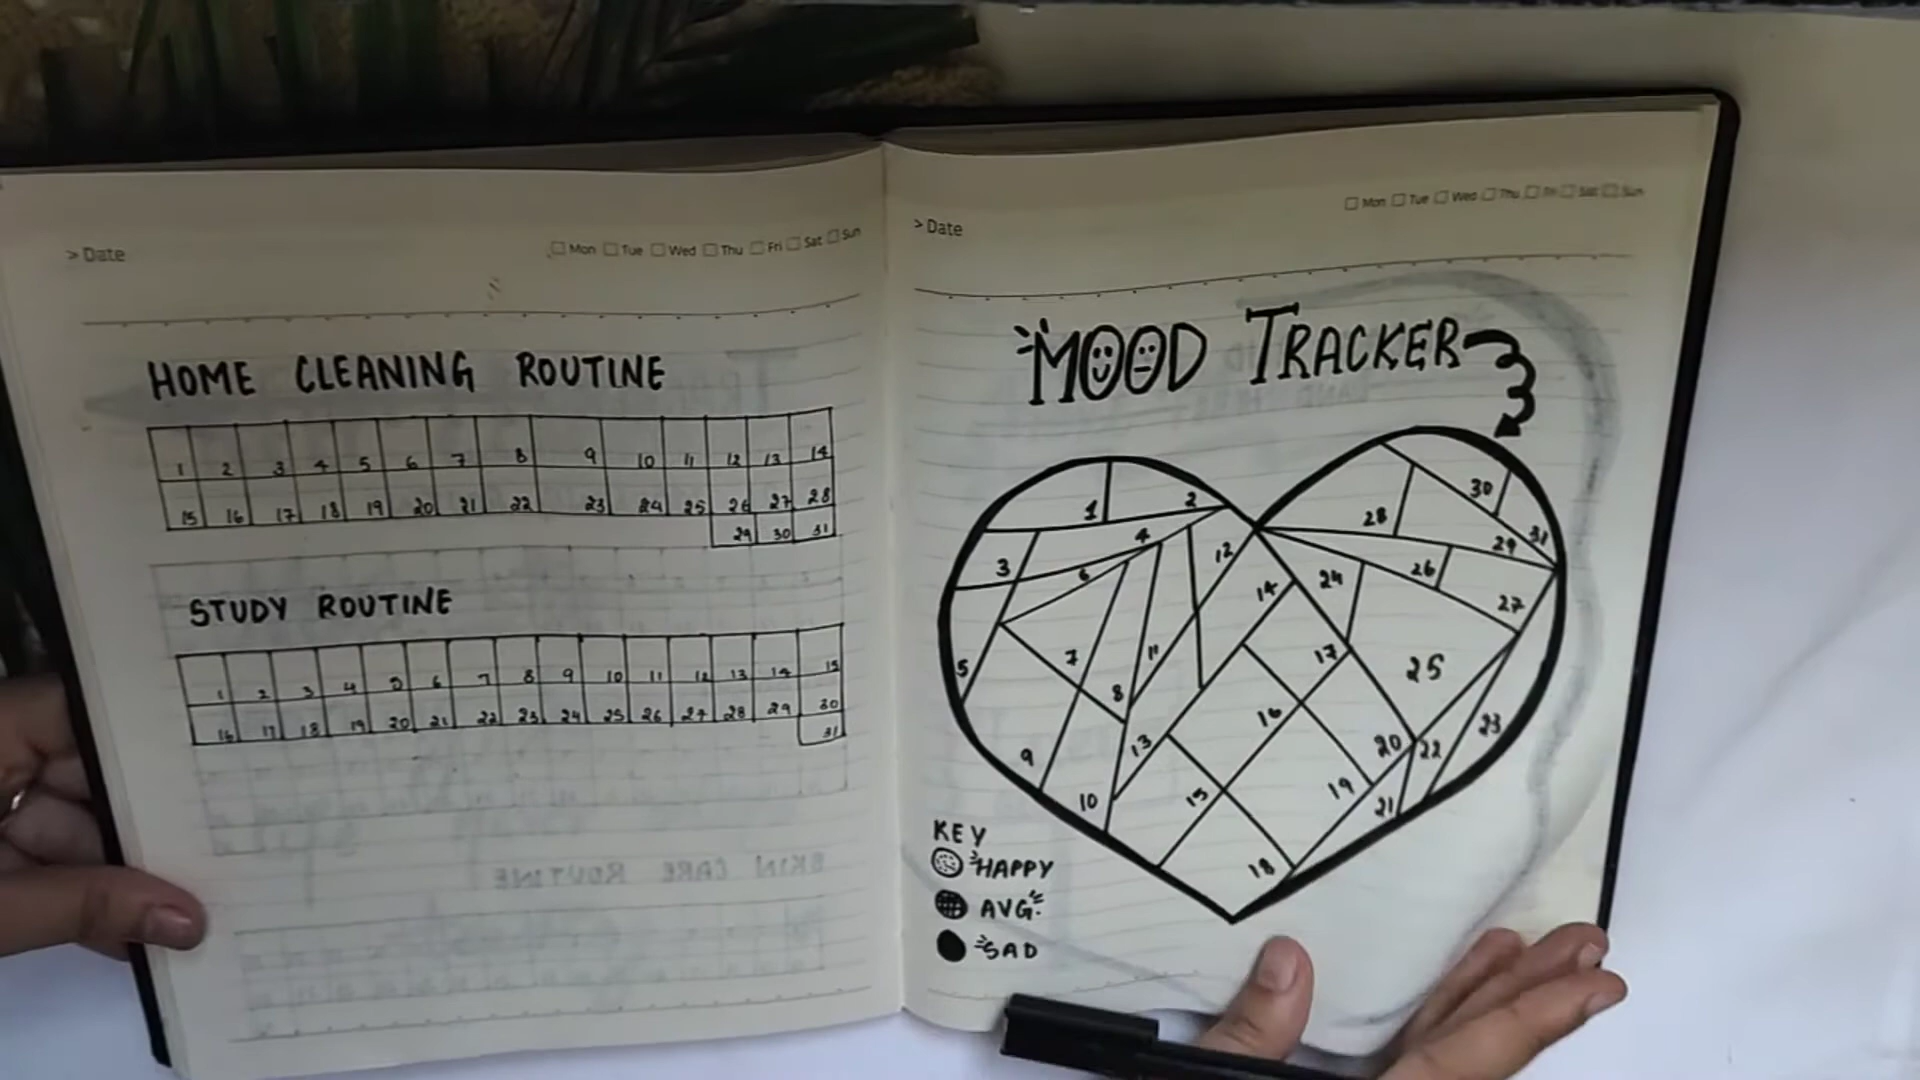 > Date
Mon Tue Wed Thu Fri Sat Sun
HOME CLEANING ROUTINE
1 2 3 4 5 6 7 8 9 10 11 12 13 14
15 16 17 18 19 20 21 22 23 24 25 26 27 28
29 30 31
STUDY ROUTINE
1 2 3 4 5 6 7 8 9 10 11 12 13 14 15
16 17 18 19 20 21 22 23 24 25 26 27 28 29 30
31
SKIN CARE ROUTINE
> Date
Mon Tue Wed Thu Fri Sat Sun
MOOD TRACKER
1 2 28 30
3 4 12 29 31
6 14 24 26 27
5 7 11 17 25
8 16 23
9 13 20 22
10 15 19 21
18
KEY
HAPPY
AVG.
SAD